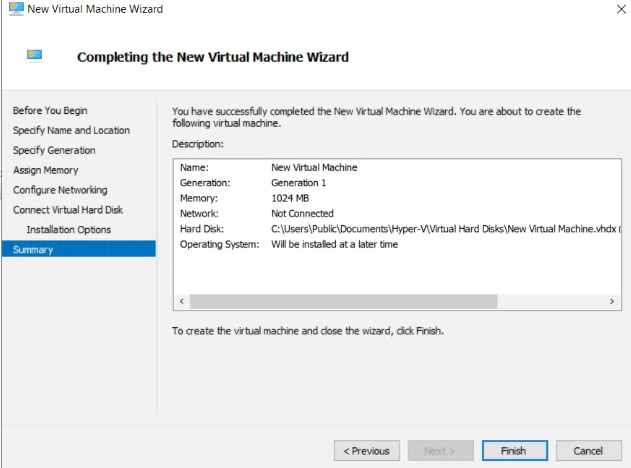 New Virtual Machine Wizard
Completing the New Virtual Machine Wizard
Before You Begin
Specify Name and Location
Specify Generation
Assign Memory
Configure Networking
Connect Virtual Hard Disk
Installation Options
Summary
You have successfully completed the New Virtual Machine Wizard. You are about to create the
following virtual machine.
Description:
Name: New Virtual Machine
Generation: Generation 1
Memory: 1024 MB
Network: Not Connected
Hard Disk: C:\Users\Public\Documents\Hyper-V\Virtual Hard Disks\New Virtual Machine.vhdx (
Operating System: Will be installed at a later time
To create the virtual machine and close the wizard, click Finish.
< Previous Next > Finish Cancel